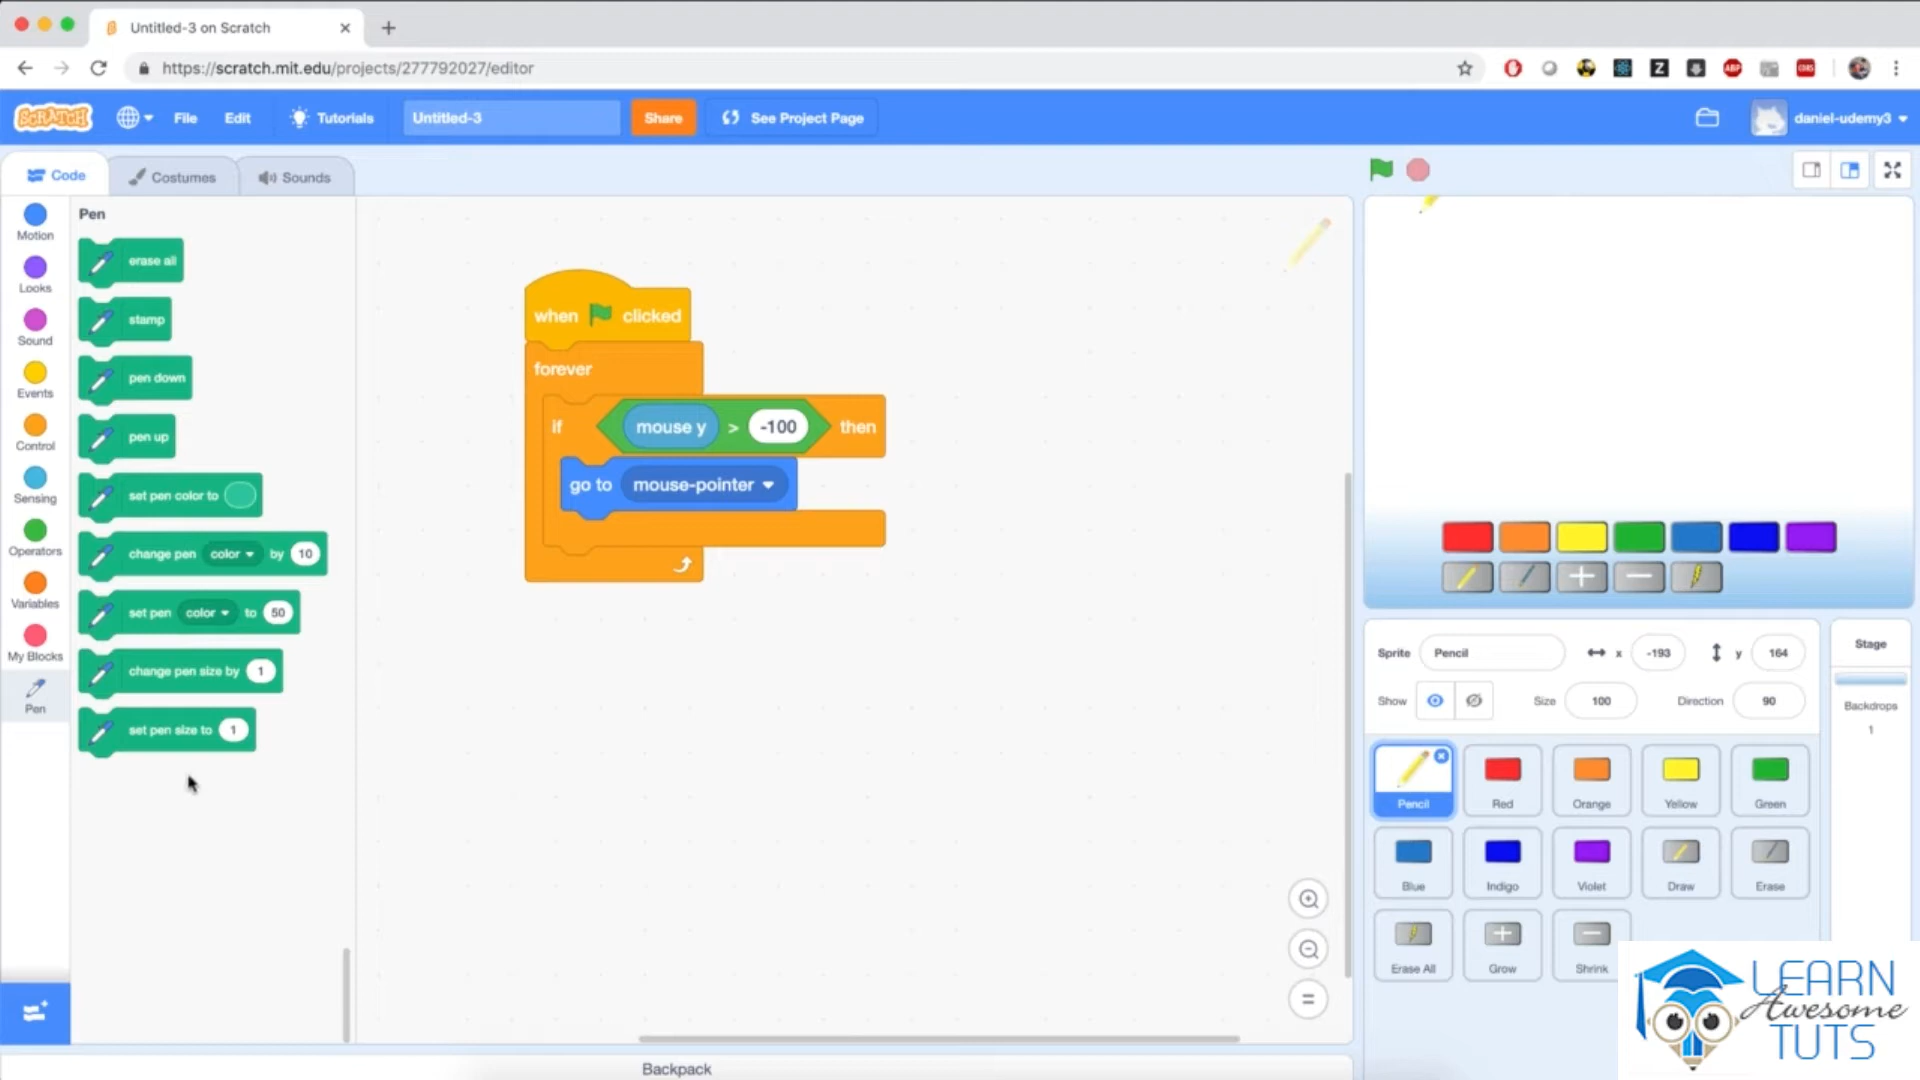 Untitled-3 on Scratch
https://scratch.mit.edu/projects/277792027/editor
Z
ABP
CORS
SCRATCH
File
Edit
Tutorials
Untitled-3
Share
See Project Page
daniel-udemy3
Code
Costumes
Sounds
Motion
Looks
Sound
Events
Control
Sensing
Operators
Variables
My Blocks
Pen
Pen
erase all
stamp
pen down
pen up
set pen color to
change pen color by 10
set pen color to 50
change pen size by 1
set pen size to 1
when clicked
forever
if mouse y > -100 then
go to mouse-pointer
Backpack
Sprite Pencil x -193 y 164
Show Size 100 Direction 90
Stage
Backdrops
1
Pencil Red Orange Yellow Green
Blue Indigo Violet Draw Erase
Erase All Grow Shrink
LEARN
Awesome
TUTS